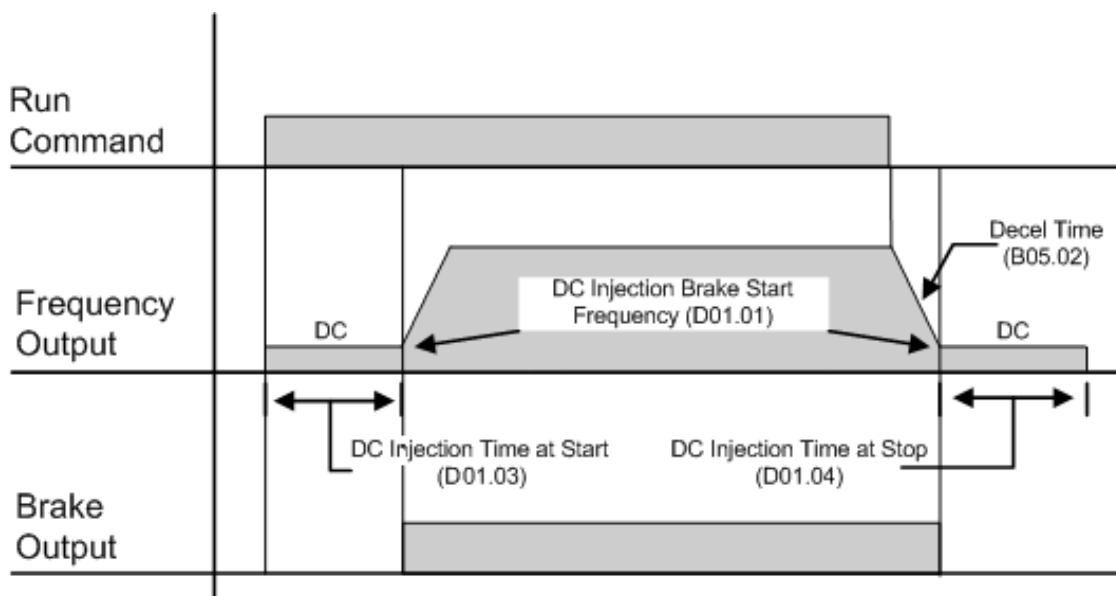 Run
Command
Decel Time
(B05.02)
Frequency
Output
DC Injection Brake Start
Frequency (D01.01)
DC
DC
DC Injection Time at Start
(D01.03)
DC Injection Time at Stop
(D01.04)
Brake
Output